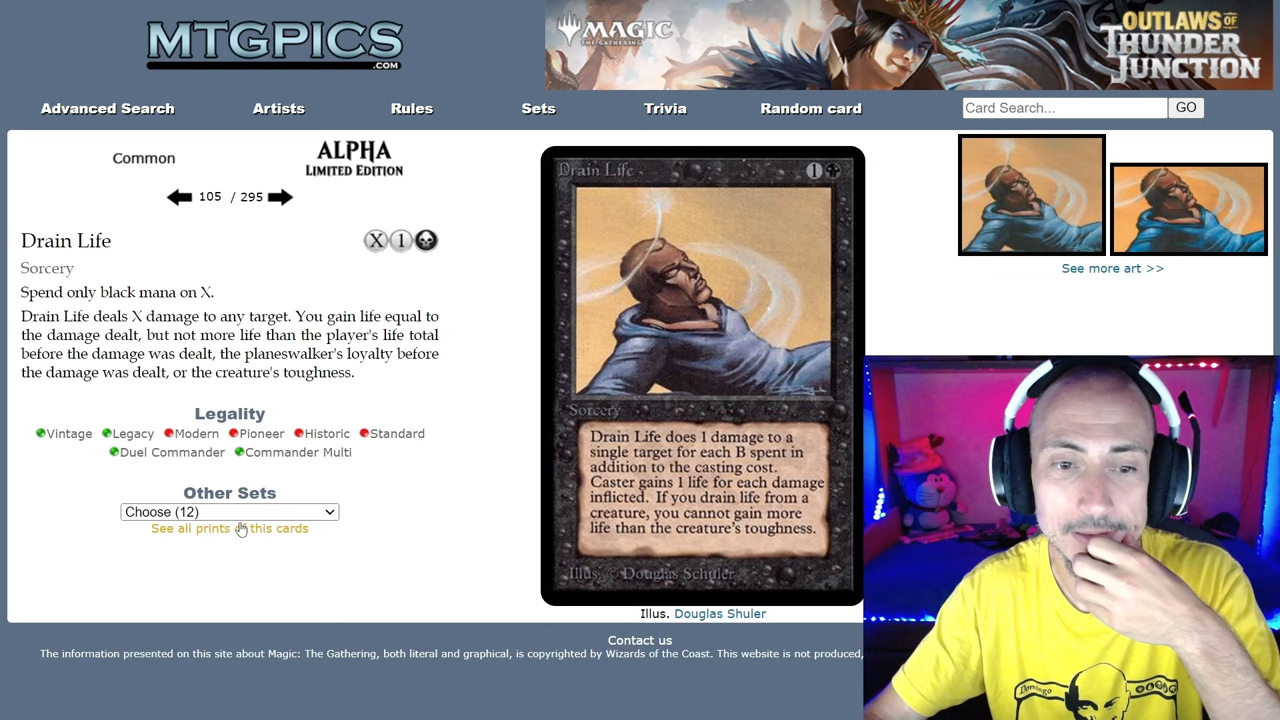 MTGPICS
.COM
MAGIC
THE GATHERING
OUTLAWS OF
THUNDER
JUNCTION
Advanced Search
Artists
Rules
Sets
Trivia
Random card
Card Search...
GO
Common
ALPHA
LIMITED EDITION
105 / 295
Drain Life
X 1
Sorcery
Spend only black mana on X.
Drain Life deals X damage to any target. You gain life equal to
the damage dealt, but not more life than the player's life total
before the damage was dealt, the planeswalker's loyalty before
the damage was dealt, or the creature's toughness.
Legality
Vintage Legacy Modern Pioneer Historic Standard
Duel Commander Commander Multi
Other Sets
Choose (12)
See all prints this cards
Drain Life 1
Sorcery
Drain Life does 1 damage to a
single target for each B spent in
addition to the casting cost.
Caster gains 1 life for each damage
inflicted. If you drain life from a
creature, you cannot gain more
life than the creature's toughness.
Illus. © Douglas Schuler
Illus. Douglas Shuler
See more art >>
Contact us
The information presented on this site about Magic: The Gathering, both literal and graphical, is copyrighted by Wizards of the Coast. This website is not produced,
Domingo